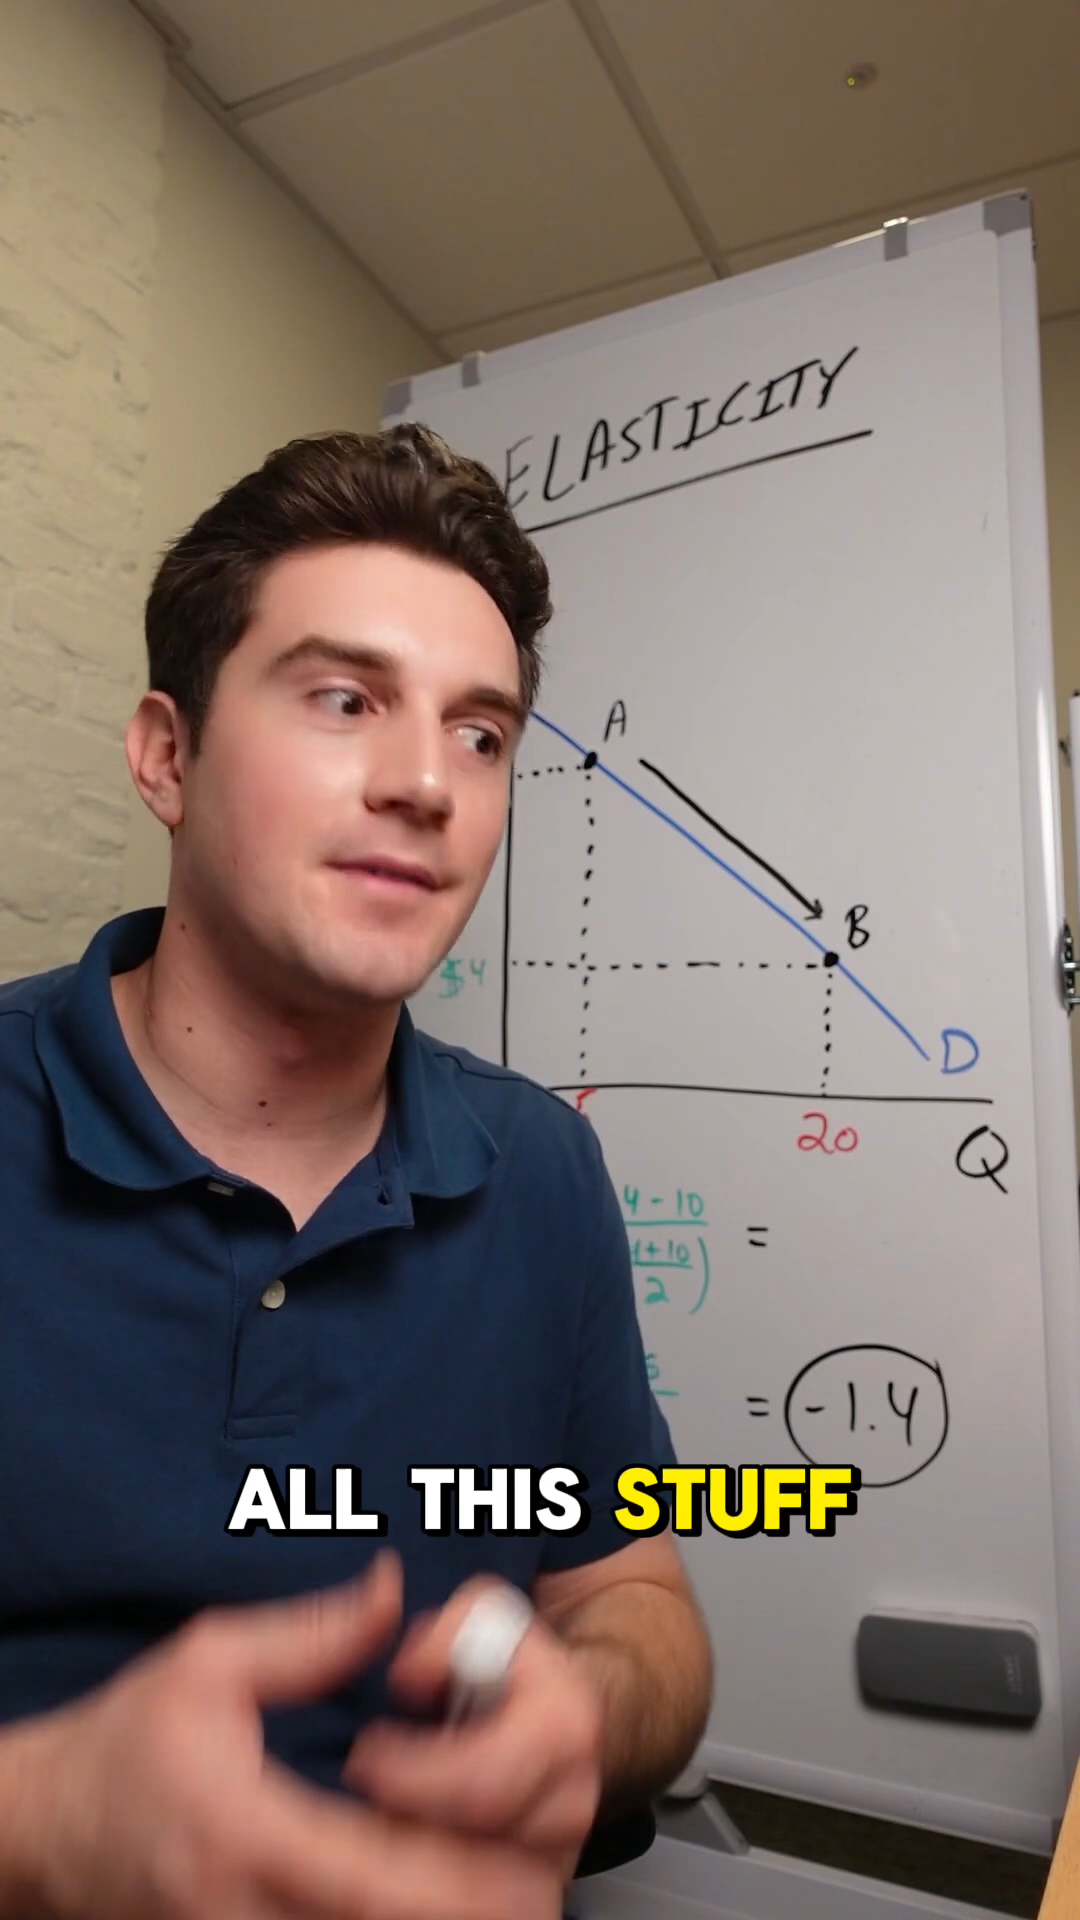 ELASTICITY
A
B
$4
D
20
Q
4-10
=
+10
2
= -1.4
ALL THIS STUFF